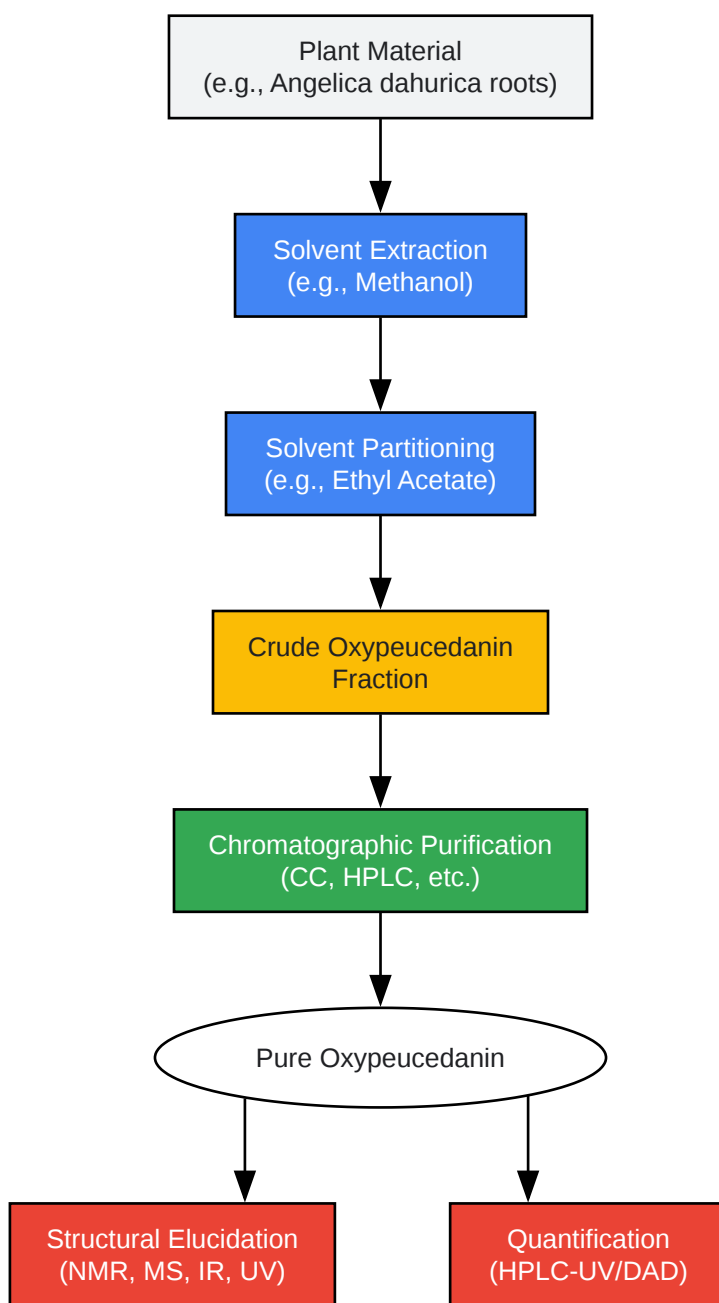 Plant Material
(e.g., Angelica dahurica roots)
Solvent Extraction
(e.g., Methanol)
Solvent Partitioning
(e.g., Ethyl Acetate)
Crude Oxypeucedanin
Fraction
Chromatographic Purification
(CC, HPLC, etc.)
Pure Oxypeucedanin
Structural Elucidation
(NMR, MS, IR, UV)
Quantification
(HPLC-UV/DAD)